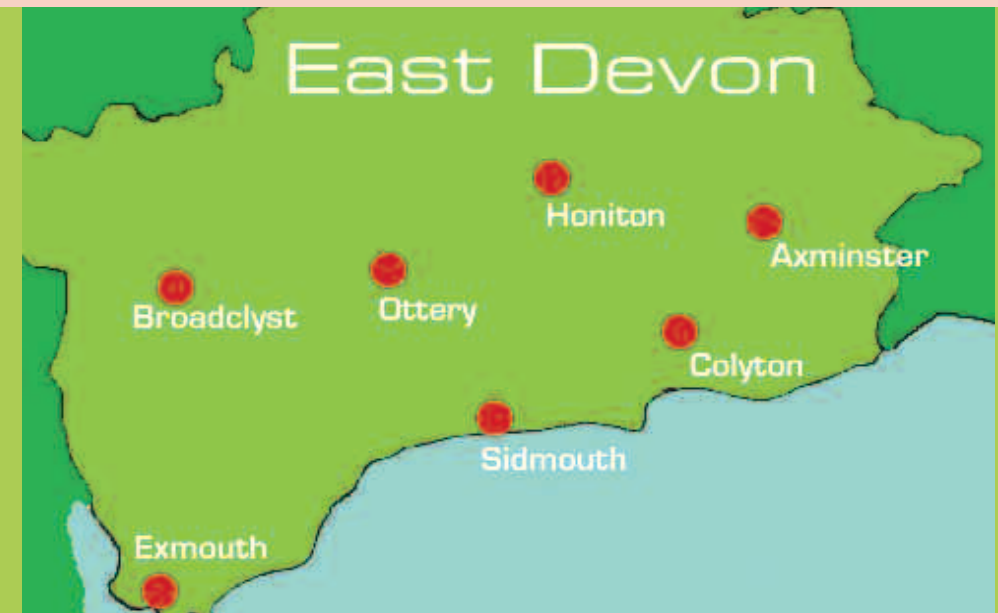 East Devon
Honiton
Axminster
Broadclyst
Ottery
Colyton
Sidmouth
Exmouth